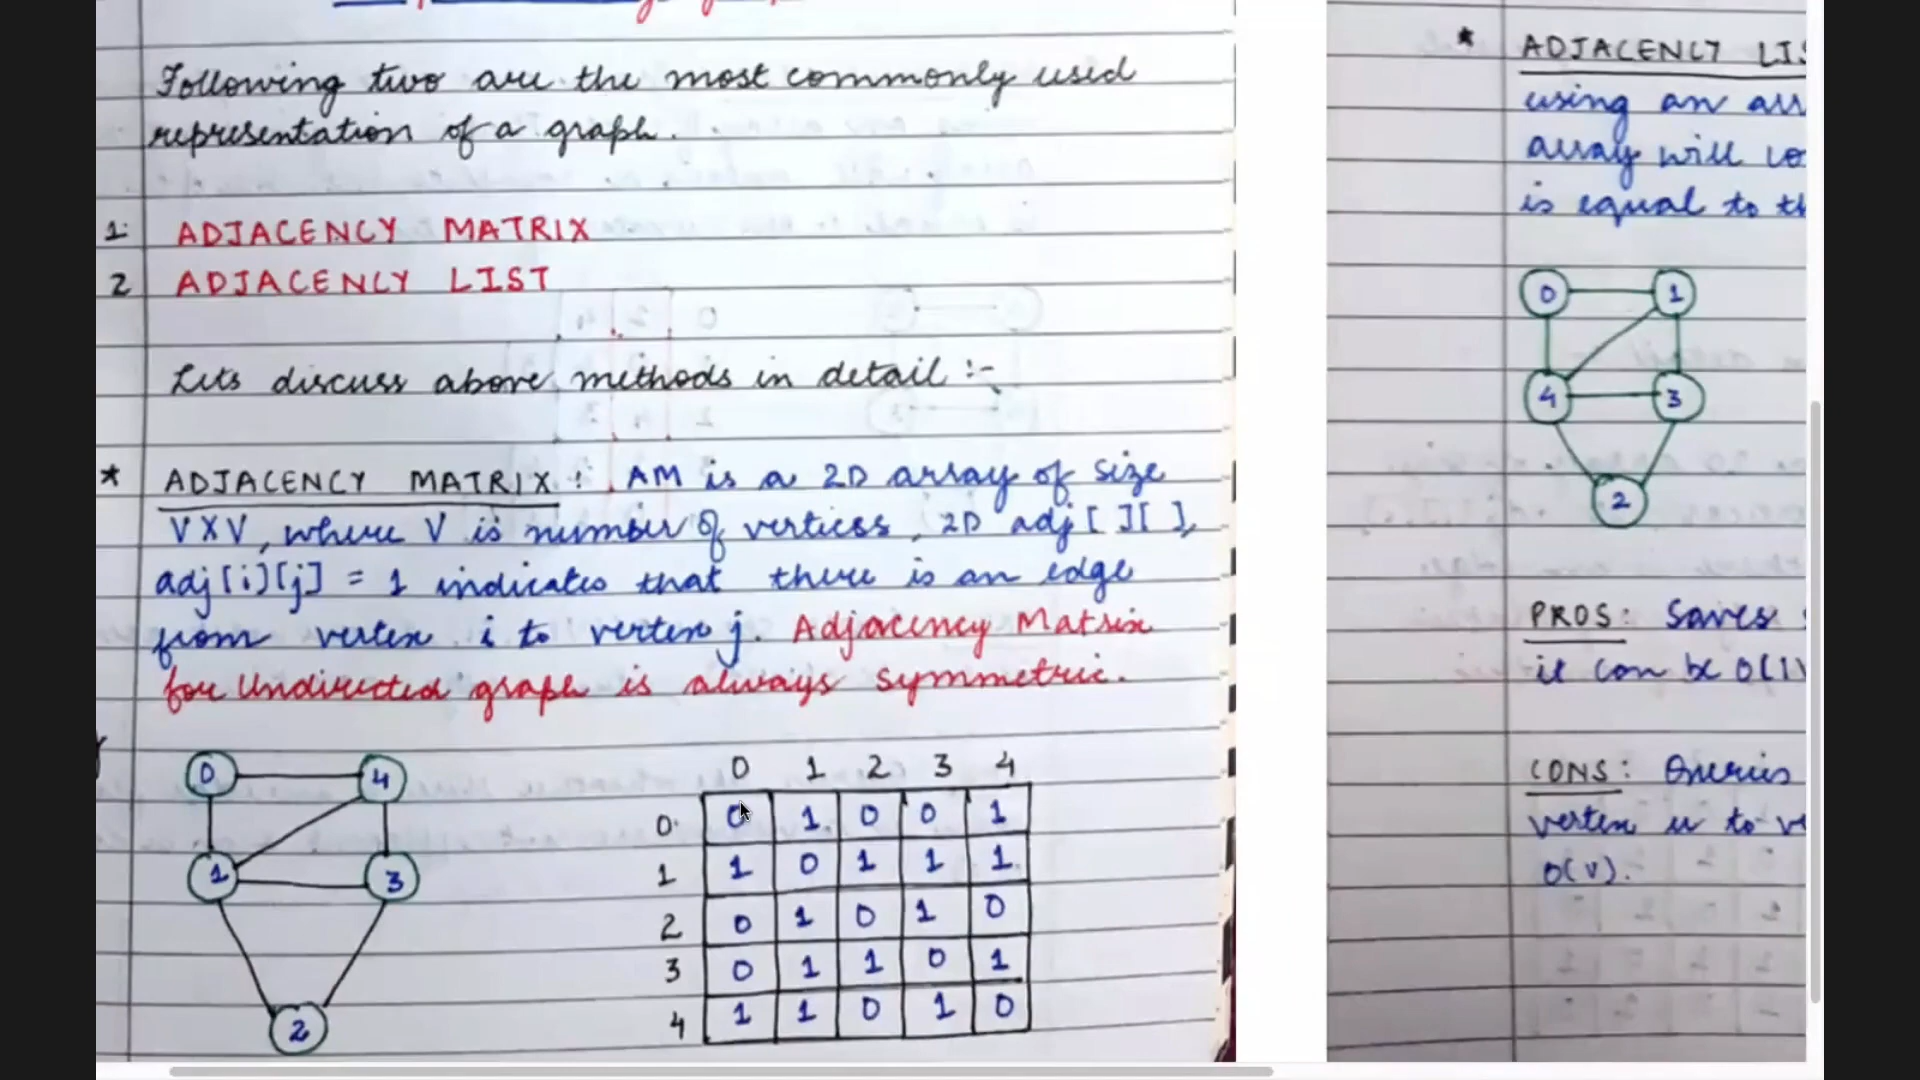 Following two are the most commonly used
representation of a graph.
1. ADJACENCY MATRIX
2 ADJACENCY LIST
Lets discuss above methods in detail :-
* ADJACENCY MATRIX : AM is a 2D array of size
VXV, where V is number of vertices, 2D adj[ ][ ],
adj[i][j] = 1 indicates that there is an edge
from vertex i to vertex j. Adjacency Matrix
for Undirected graph is always symmetric.
0 4
1 3
2
0 1 2 3 4
0 0 1 0 0 1
1 1 0 1 1 1
2 0 1 0 1 0
3 0 1 1 0 1
4 1 1 0 1 0
* ADJACENCY LIS
using an arr
array will co
is equal to th
0 1
4 3
2
PROS: Saves
it can be O(|V
CONS: Queries
vertex u to ve
O(V).